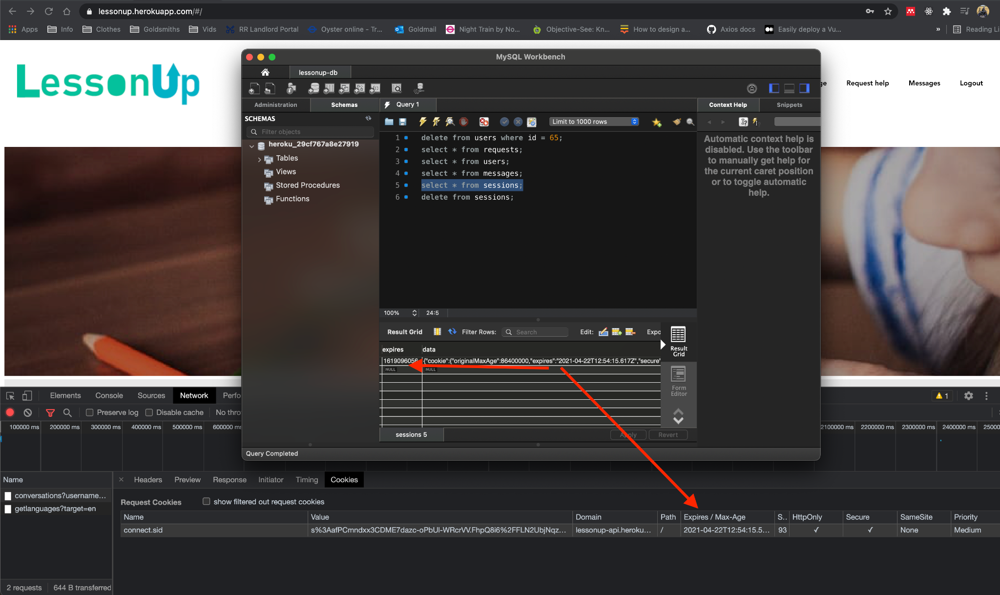 lessonup.herokuapp.com/#/
Apps
Info
Clothes
Goldsmiths
Vids
RR Landlord Portal
Oyster online - Tr...
Goldmail
Night Train by No...
Objective-See: Kn...
How to design a...
Axios docs
Easily deploy a Vu...
»
Reading Li
LessonUp
ge
Request help
Messages
Logout
MySQL Workbench
lessonup-db
Administration
Schemas
Query 1
Context Help
Snippets
SCHEMAS
Filter objects
Limit to 1000 rows
heroku_29cf767a8e27919
Tables
Views
Stored Procedures
Functions
1 delete from users where id = 65;
2 select * from requests;
3 select * from users;
4 select * from messages;
5 select * from sessions;
6 delete from sessions;
Automatic context help is
disabled. Use the toolbar
to manually get help for
the current caret position
or to toggle automatic
help.
100%
24:5
Result Grid
Filter Rows:
Search
Edit:
Expo
Result
Grid
expires
data
1619096056
{"cookie":{"originalMaxAge":86400000,"expires":"2021-04-22T12:54:15.617Z","secure"
NULL
NULL
Form
Editor
sessions 5
Apply
Revert
Query Completed
Elements
Console
Sources
Network
Perfo
1
Preserve log
Disable cache
No thro
100000 ms
200000 ms
300000 ms
400000 ms
500000 ms
600000 ms
2100000 ms
2200000 ms
2300000 ms
2400000 ms
25000
Name
Headers
Preview
Response
Initiator
Timing
Cookies
conversations?username...
getlanguages?target=en
Request Cookies
show filtered out request cookies
Name
Value
Domain
Path
Expires / Max-Age
S..
HttpOnly
Secure
SameSite
Priority
connect.sid
s%3AafPCmndxx3CDME7dazc-oPbUl-WRcrVV.FhpQ8i6%2FFLN2UbjNqz...
lessonup-api.heroku...
/
2021-04-22T12:54:15.5...
93
✓
✓
None
Medium
2 requests
644 B transferred